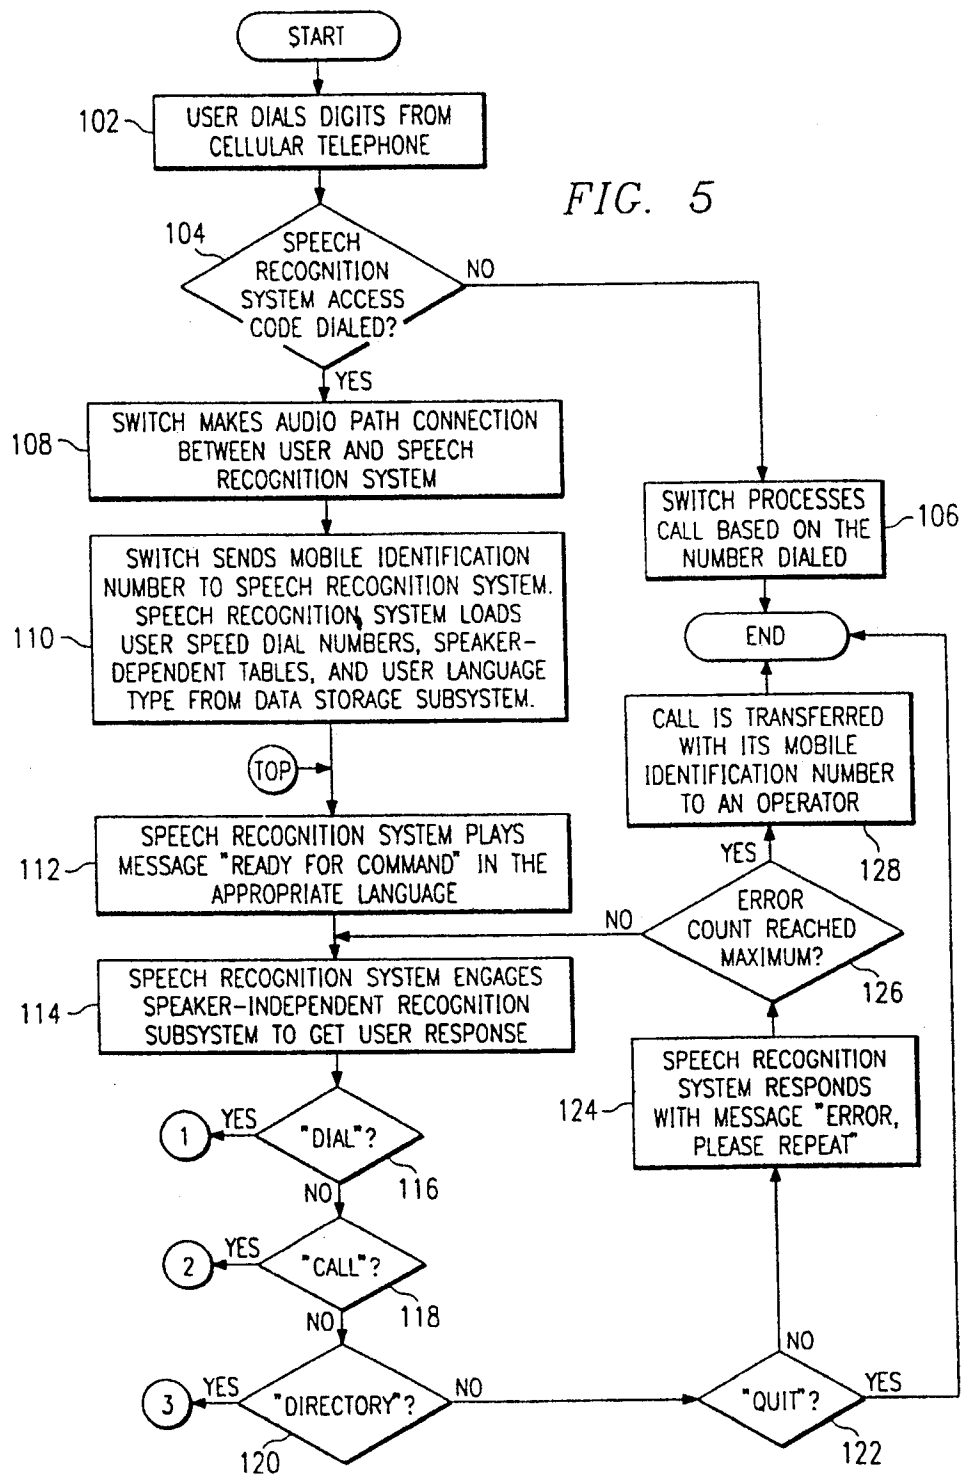 START
102
USER DIALS DIGITS FROM
CELLULAR TELEPHONE
FIG. 5
104
SPEECH
RECOGNITION
SYSTEM ACCESS
CODE DIALED?
NO
YES
108
SWITCH MAKES AUDIO PATH CONNECTION
BETWEEN USER AND SPEECH
RECOGNITION SYSTEM
SWITCH PROCESSES
CALL BASED ON THE
NUMBER DIALED
106
110
SWITCH SENDS MOBILE IDENTIFICATION
NUMBER TO SPEECH RECOGNITION SYSTEM.
SPEECH RECOGNITION SYSTEM LOADS
USER SPEED DIAL NUMBERS, SPEAKER-
DEPENDENT TABLES, AND USER LANGUAGE
TYPE FROM DATA STORAGE SUBSYSTEM.
END
CALL IS TRANSFERRED
WITH ITS MOBILE
IDENTIFICATION NUMBER
TO AN OPERATOR
128
TOP
112
SPEECH RECOGNITION SYSTEM PLAYS
MESSAGE "READY FOR COMMAND" IN THE
APPROPRIATE LANGUAGE
YES
ERROR
COUNT REACHED
MAXIMUM?
NO
126
114
SPEECH RECOGNITION SYSTEM ENGAGES
SPEAKER-INDEPENDENT RECOGNITION
SUBSYSTEM TO GET USER RESPONSE
124
SPEECH RECOGNITION
SYSTEM RESPONDS
WITH MESSAGE "ERROR,
PLEASE REPEAT"
1
YES
"DIAL"?
116
NO
2
YES
"CALL"?
118
NO
3
YES
"DIRECTORY"?
120
NO
NO
"QUIT"?
YES
122